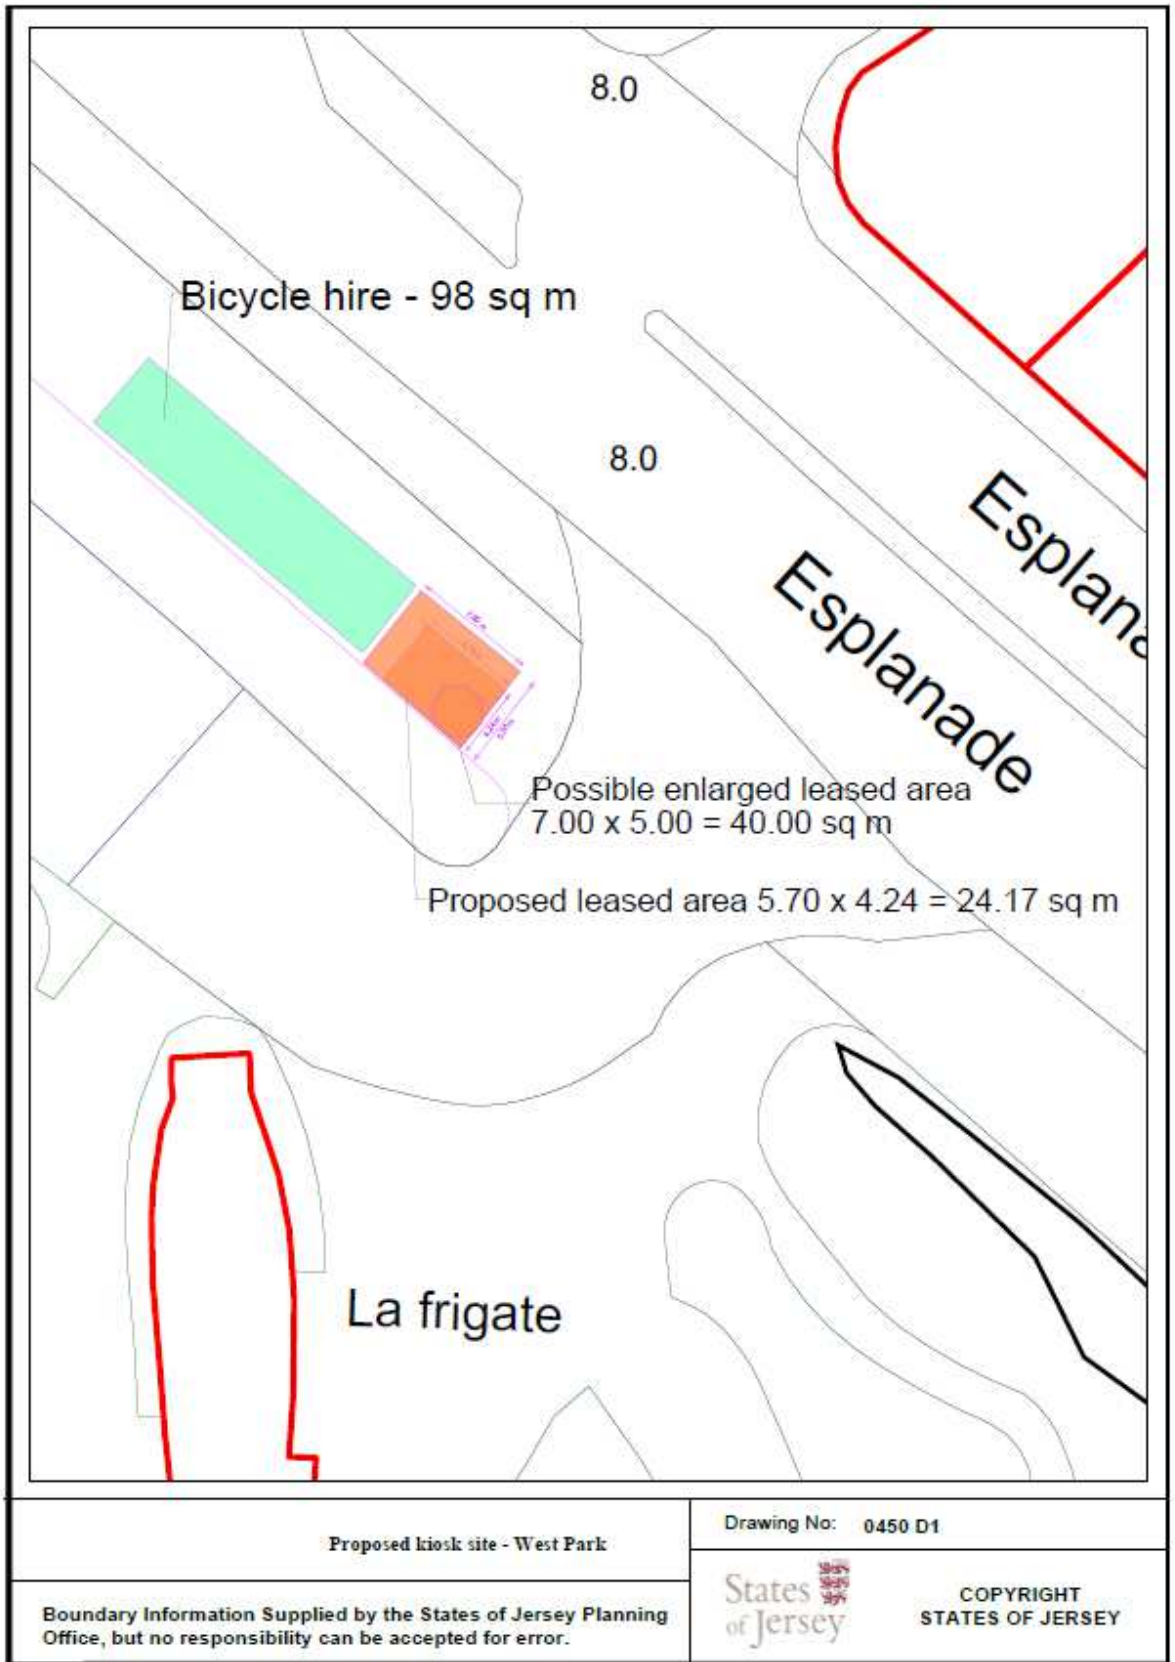 8.0
Bicycle hire - 98 sq m
8.0
Esplana
Esplanade
Possible enlarged leased area
7.00 x 5.00 = 40.00 sq m
Proposed leased area 5.70 x 4.24 = 24.17 sq m
La frigate
Proposed kiosk site - West Park
Drawing No: 0450 D1
Boundary Information Supplied by the States of Jersey Planning
Office, but no responsibility can be accepted for error.
States
of Jersey
COPYRIGHT
STATES OF JERSEY